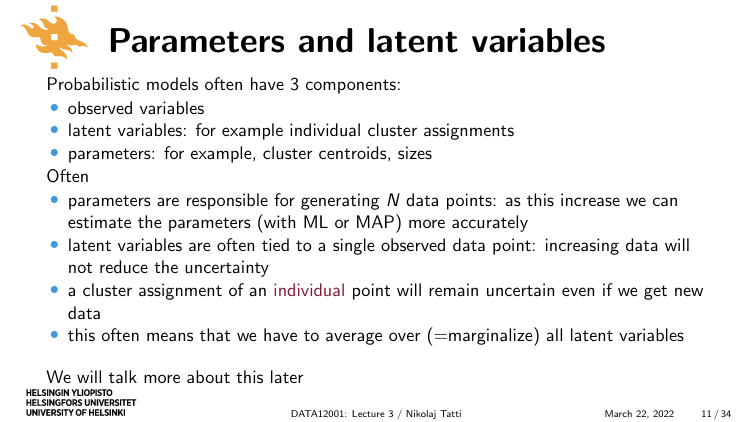 Parameters and latent variables
Probabilistic models often have 3 components:
• observed variables
• latent variables: for example individual cluster assignments
• parameters: for example, cluster centroids, sizes
Often
• parameters are responsible for generating N data points: as this increase we can
estimate the parameters (with ML or MAP) more accurately
• latent variables are often tied to a single observed data point: increasing data will
not reduce the uncertainty
• a cluster assignment of an individual point will remain uncertain even if we get new
data
• this often means that we have to average over (=marginalize) all latent variables
We will talk more about this later
HELSINGIN YLIOPISTO
HELSINGFORS UNIVERSITET
UNIVERSITY OF HELSINKI
DATA12001: Lecture 3 / Nikolaj Tatti
March 22, 2022
11 / 34